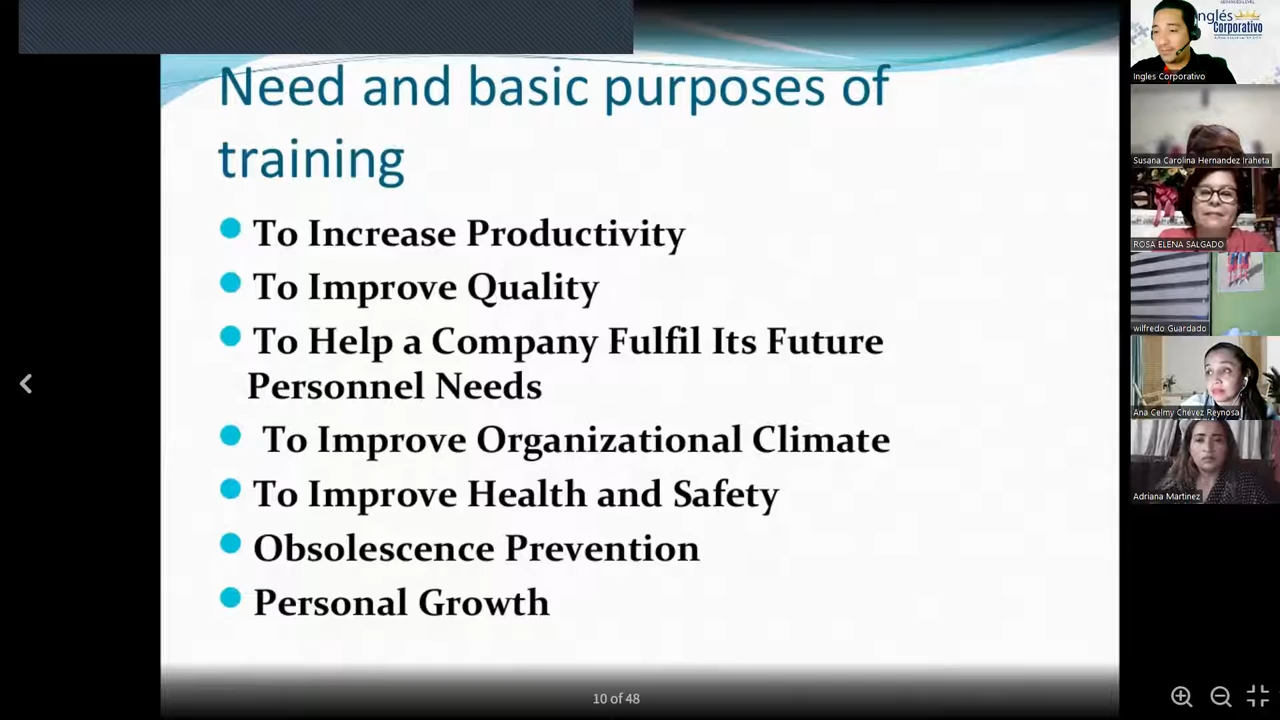 Need and basic purposes of
training
To Increase Productivity
To Improve Quality
To Help a Company Fulfil Its Future
Personnel Needs
To Improve Organizational Climate
To Improve Health and Safety
Obsolescence Prevention
Personal Growth
10 of 48
Inglés
Corporativo
Ingles Corporativo
Susana Carolina Hernandez Iraheta
ROSA ELENA SALGADO
wilfredo Guardado
Ana Celmy Chevez Reynosa
Adriana Martinez